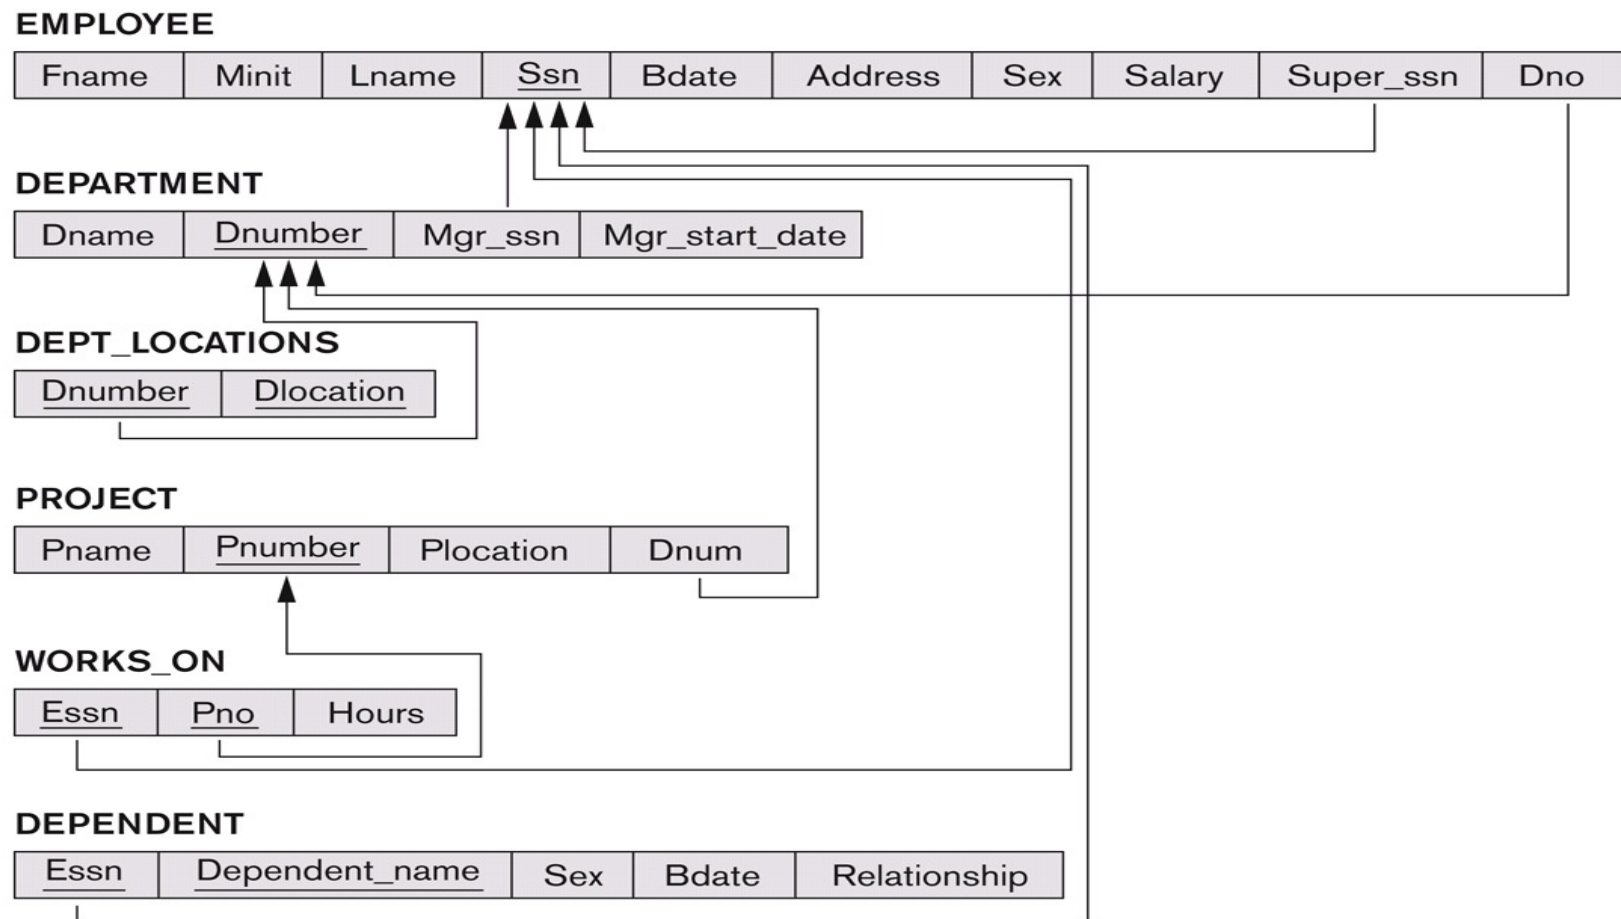 EMPLOYEE
Fname Minit Lname Ssn Bdate Address Sex Salary Super_ssn Dno
DEPARTMENT
Dname Dnumber Mgr_ssn Mgr_start_date
DEPT_LOCATIONS
Dnumber Dlocation
PROJECT
Pname Pnumber Plocation Dnum
WORKS_ON
Essn Pno Hours
DEPENDENT
Essn Dependent_name Sex Bdate Relationship